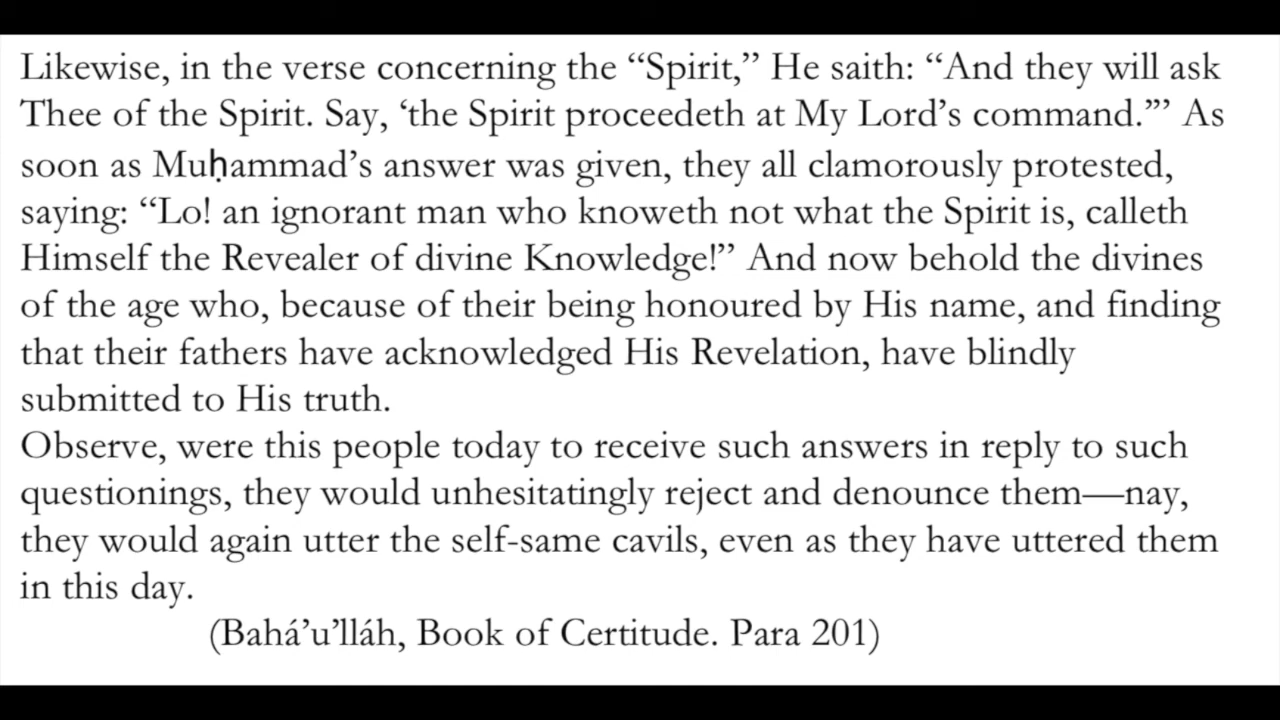 Likewise, in the verse concerning the “Spirit,” He saith: “And they will ask
Thee of the Spirit. Say, ‘the Spirit proceedeth at My Lord’s command.”’ As
soon as Muḥammad’s answer was given, they all clamorously protested,
saying: “Lo! an ignorant man who knoweth not what the Spirit is, calleth
Himself the Revealer of divine Knowledge!” And now behold the divines
of the age who, because of their being honoured by His name, and finding
that their fathers have acknowledged His Revelation, have blindly
submitted to His truth.
Observe, were this people today to receive such answers in reply to such
questionings, they would unhesitatingly reject and denounce them—nay,
they would again utter the self-same cavils, even as they have uttered them
in this day.
(Bahá’u’lláh, Book of Certitude. Para 201)